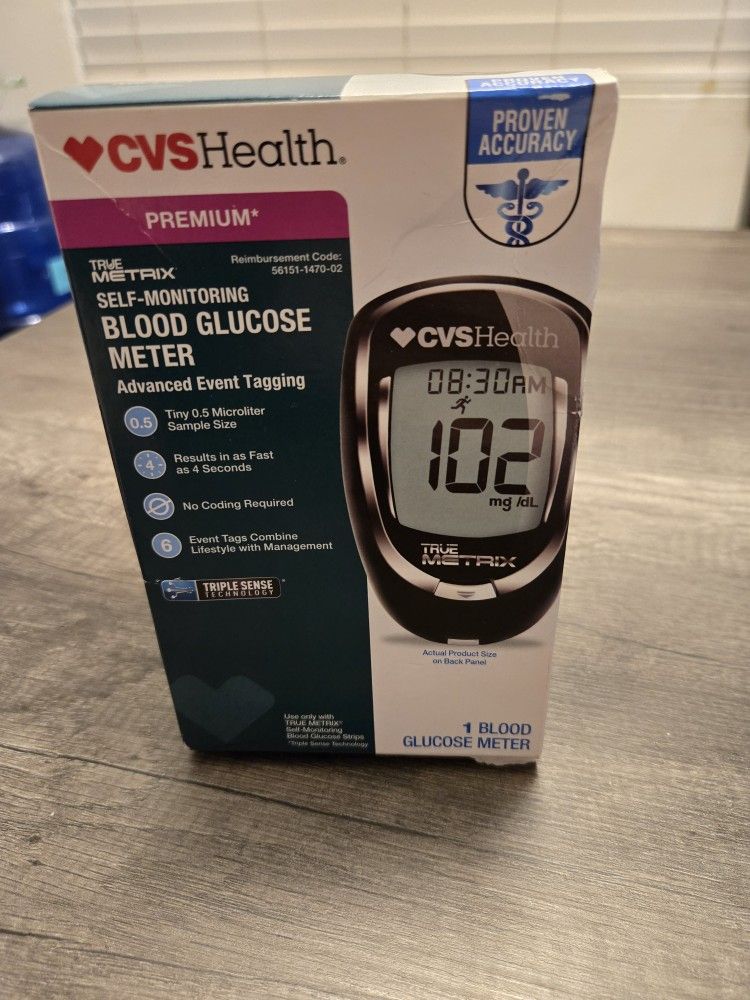 CVSHealth®
PROVEN
ACCURACY
PROVEN
ACCURACY
PREMIUM*
TRUE
METRIX®
Reimbursement Code:
56151-1470-02
SELF-MONITORING
BLOOD GLUCOSE
METER
Advanced Event Tagging
0.5
Tiny 0.5 Microliter
Sample Size
4
Results in as Fast
as 4 Seconds
No Coding Required
6
Event Tags Combine
Lifestyle with Management
TRIPLE SENSE
TECHNOLOGY
CVSHealth
08:30AM
102
mg/dL
TRUE
METRIX
Actual Product Size
on Back Panel
Use only with
TRUE METRIX®
Self-Monitoring
Blood Glucose Strips
*Triple Sense Technology
1 BLOOD
GLUCOSE METER